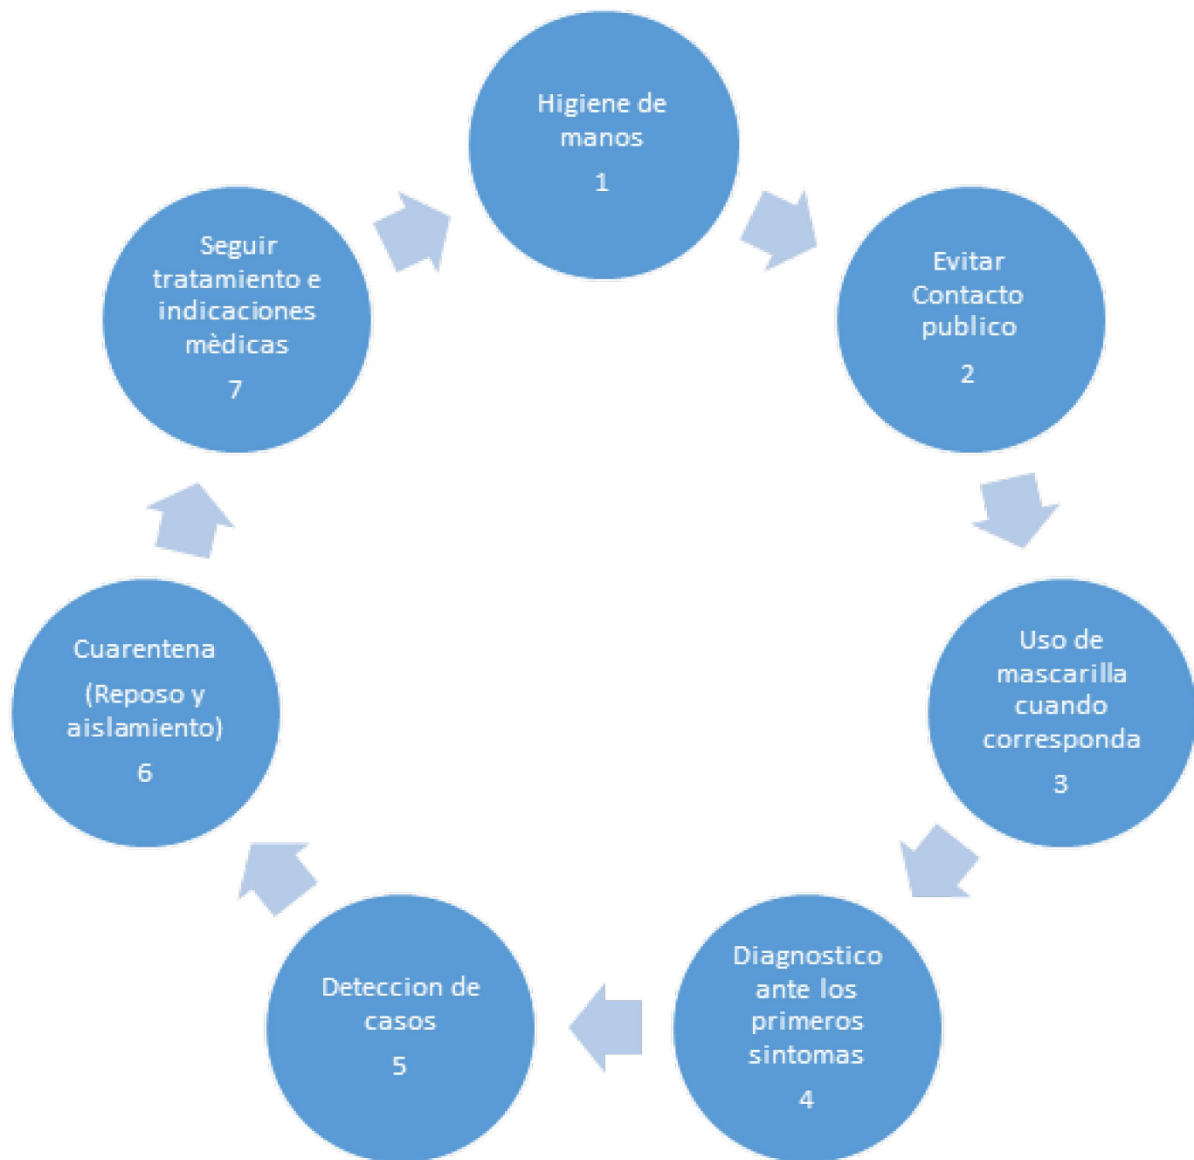 Higiene de
manos
1
Evitar
Contacto
publico
2
Uso de
mascarilla
cuando
corresponda
3
Diagnostico
ante los
primeros
sintomas
4
Deteccion de
casos
5
Cuarentena
(Reposo y
aislamiento)
6
Seguir
tratamiento e
indicaciones
mèdicas
7